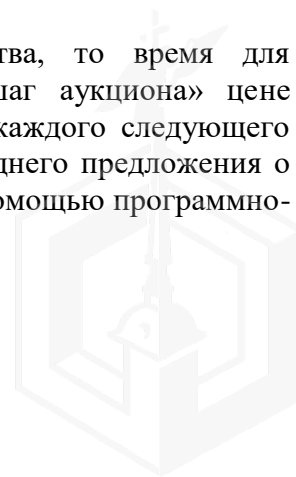 тва, то время для
шаг аукциона» цене
каждого следующего
днего предложения о
омощью программно-